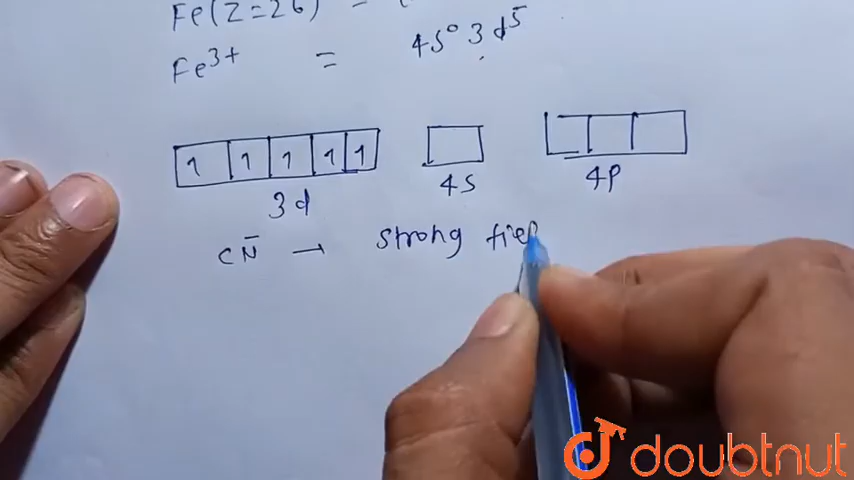 Fe(Z=26) = (
Fe3+ = 4S⁰ 3d⁵
1 1 1 1 1
3d 4S 4P
CN̄ → strong fiel
doubtnut